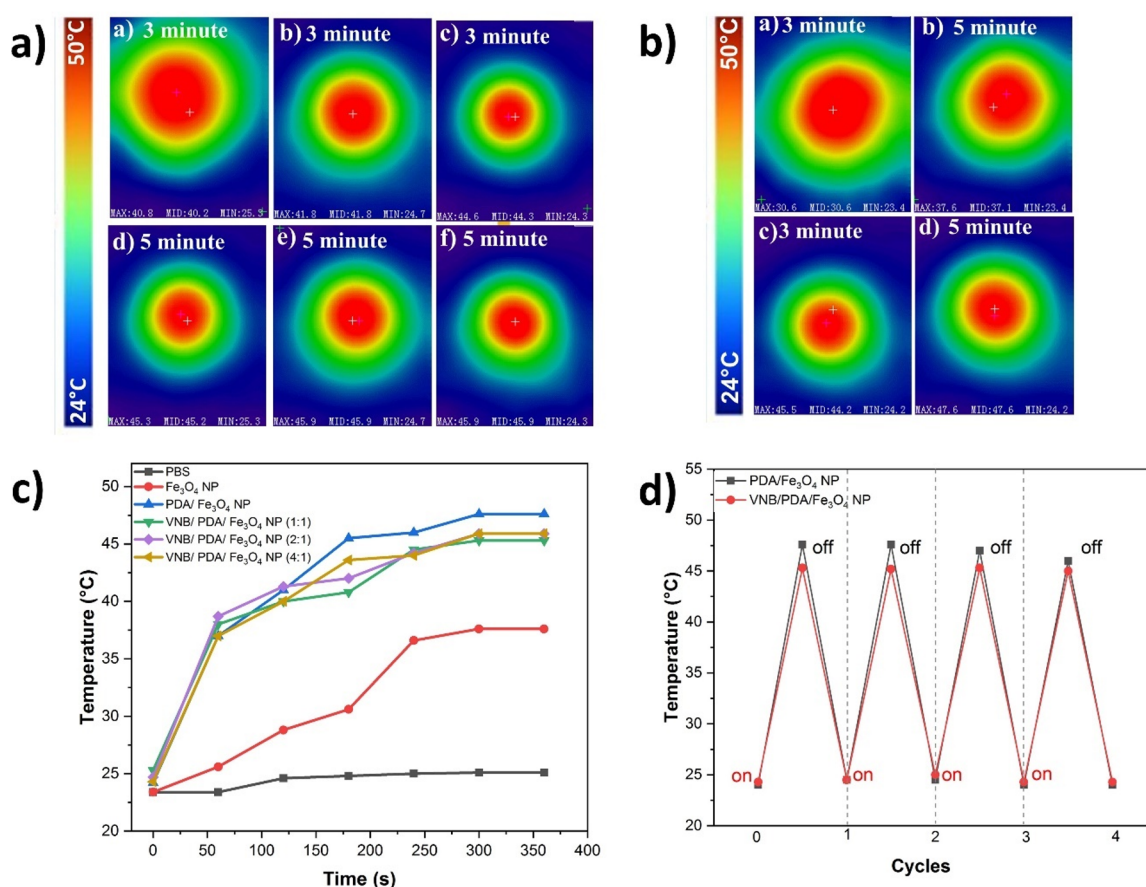 a)
50°C
24°C
a) 3 minute
b) 3 minute
c) 3 minute
MAX:40.8 MID:40.2 MIN:25.3
MAX:41.8 MID:41.8 MIN:24.7
MAX:44.6 MID:44.3 MIN:24.3
d) 5 minute
e) 5 minute
f) 5 minute
MAX:45.3 MID:45.2 MIN:25.3
MAX:45.9 MID:45.9 MIN:24.7
MAX:45.9 MID:45.9 MIN:24.3
b)
50°C
24°C
a) 3 minute
b) 5 minute
MAX:30.6 MID:30.6 MIN:23.4
MAX:37.6 MID:37.1 MIN:23.4
c) 3 minute
d) 5 minute
MAX:45.5 MID:44.2 MIN:24.2
MAX:47.6 MID:47.6 MIN:24.2
c)
PBS
Fe₃O₄ NP
PDA/ Fe₃O₄ NP
VNB/ PDA/ Fe₃O₄ NP (1:1)
VNB/ PDA/ Fe₃O₄ NP (2:1)
VNB/ PDA/ Fe₃O₄ NP (4:1)
Temperature (°C)
50
45
40
35
30
25
20
0 50 100 150 200 250 300 350 400
Time (s)
d)
PDA/Fe₃O₄ NP
VNB/PDA/Fe₃O₄ NP
Temperature (°C)
55
50
45
40
35
30
25
20
off off off off
on on on on
0 1 2 3 4
Cycles